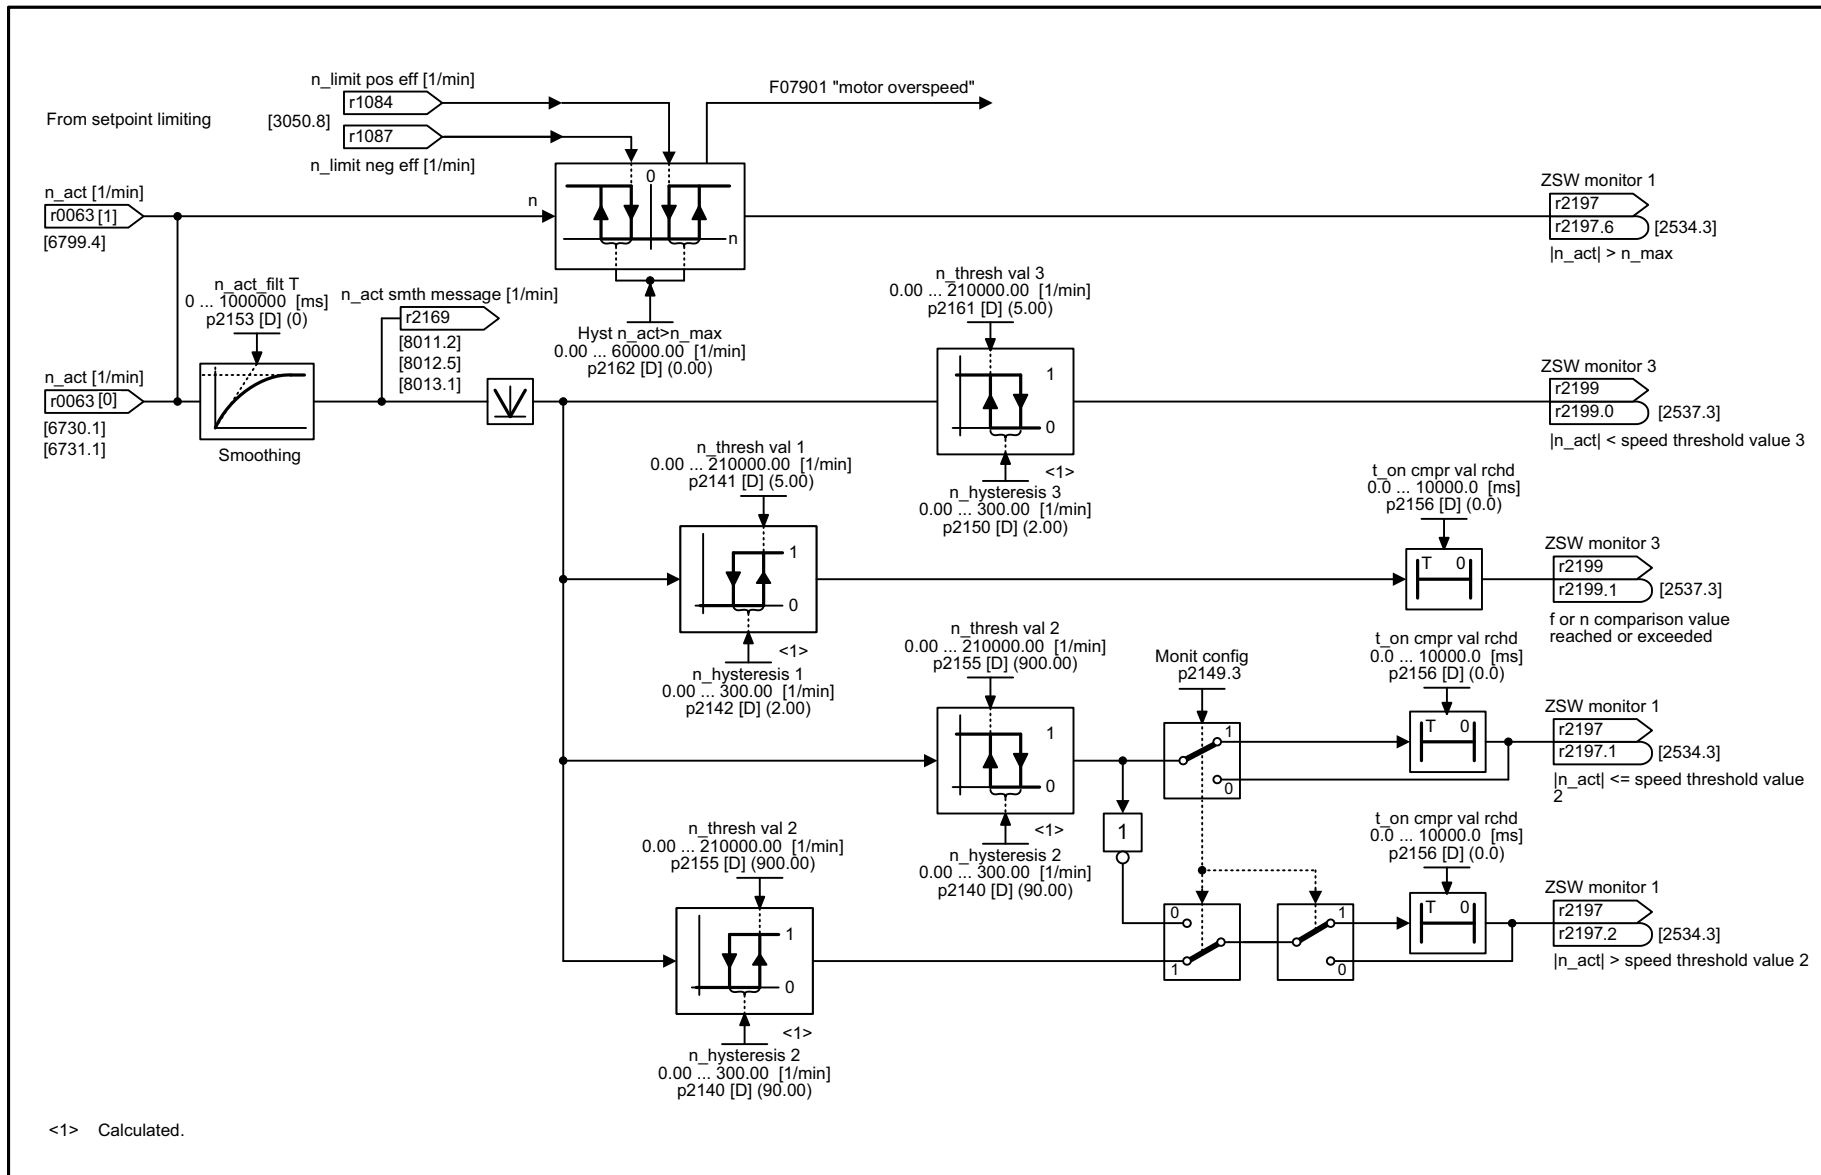 n_limit pos eff [1/min]
r1084
[3050.8]
r1087
n_limit neg eff [1/min]
From setpoint limiting
F07901 "motor overspeed"
n_act [1/min]
r0063 [1]
[6799.4]
n
0
n
ZSW monitor 1
r2197
r2197.6 [2534.3]
|n_act| > n_max
n_act_filt T
0 ... 1000000 [ms]
p2153 [D] (0)
n_act smth message [1/min]
r2169
[8011.2]
[8012.5]
[8013.1]
Hyst n_act>n_max
0.00 ... 60000.00 [1/min]
p2162 [D] (0.00)
n_act [1/min]
r0063 [0]
[6730.1]
[6731.1]
Smoothing
n_thresh val 3
0.00 ... 210000.00 [1/min]
p2161 [D] (5.00)
1
0
<1>
n_hysteresis 3
0.00 ... 300.00 [1/min]
p2150 [D] (2.00)
ZSW monitor 3
r2199
r2199.0 [2537.3]
|n_act| < speed threshold value 3
n_thresh val 1
0.00 ... 210000.00 [1/min]
p2141 [D] (5.00)
1
0
<1>
n_hysteresis 1
0.00 ... 300.00 [1/min]
p2142 [D] (2.00)
t_on cmpr val rchd
0.0 ... 10000.0 [ms]
p2156 [D] (0.0)
T 0
ZSW monitor 3
r2199
r2199.1 [2537.3]
f or n comparison value
reached or exceeded
n_thresh val 2
0.00 ... 210000.00 [1/min]
p2155 [D] (900.00)
1
0
<1>
n_hysteresis 2
0.00 ... 300.00 [1/min]
p2140 [D] (90.00)
Monit config
p2149.3
1
0
t_on cmpr val rchd
0.0 ... 10000.0 [ms]
p2156 [D] (0.0)
T 0
ZSW monitor 1
r2197
r2197.1 [2534.3]
|n_act| <= speed threshold value
2
1
n_thresh val 2
0.00 ... 210000.00 [1/min]
p2155 [D] (900.00)
1
0
<1>
n_hysteresis 2
0.00 ... 300.00 [1/min]
p2140 [D] (90.00)
0
1
1
0
t_on cmpr val rchd
0.0 ... 10000.0 [ms]
p2156 [D] (0.0)
T 0
ZSW monitor 1
r2197
r2197.2 [2534.3]
|n_act| > speed threshold value 2
<1> Calculated.